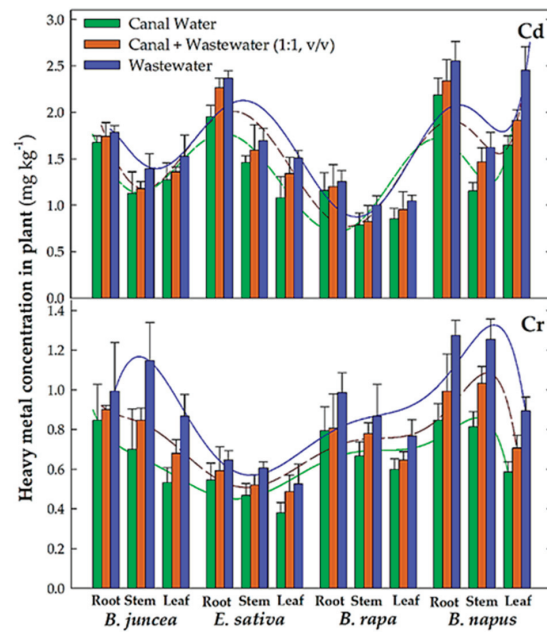 Canal Water
Canal + Wastewater (1:1, v/v)
Wastewater
Cd
3.0
2.5
2.0
1.5
1.0
0.5
0.0
Heavy metal concentration in plant (mg kg⁻¹)
Cr
1.4
1.2
1.0
0.8
0.6
0.4
0.2
0.0
Root Stem Leaf Root Stem Leaf Root Stem Leaf Root Stem Leaf
B. juncea E. sativa B. rapa B. napus